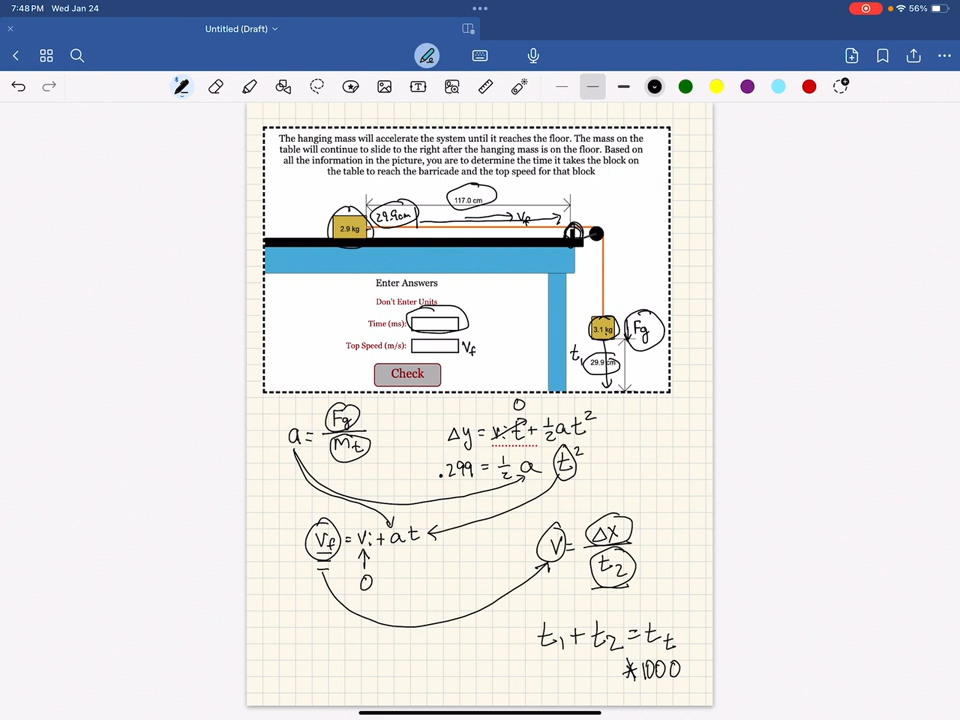 7:48 PM Wed Jan 24
56%
Untitled (Draft)
The hanging mass will accelerate the system until it reaches the floor. The mass on the
table will continue to slide to the right after the hanging mass is on the floor. Based on
all the information in the picture, you are to determine the time it takes the block on
the table to reach the barricade and the top speed for that block
117.0 cm
29.9cm
Vf
2.9 kg
Enter Answers
Don't Enter Units
Time (ms):
Top Speed (m/s):
Vf
Check
3.1 kg
Fg
t,
29.9 cm
a = Fg / Mt
0
Δy = vit + 1/2 at²
.299 = 1/2 a t²
Vf = Vi + at
0
V = Δx / t2
t1 + t2 = tt
*1000